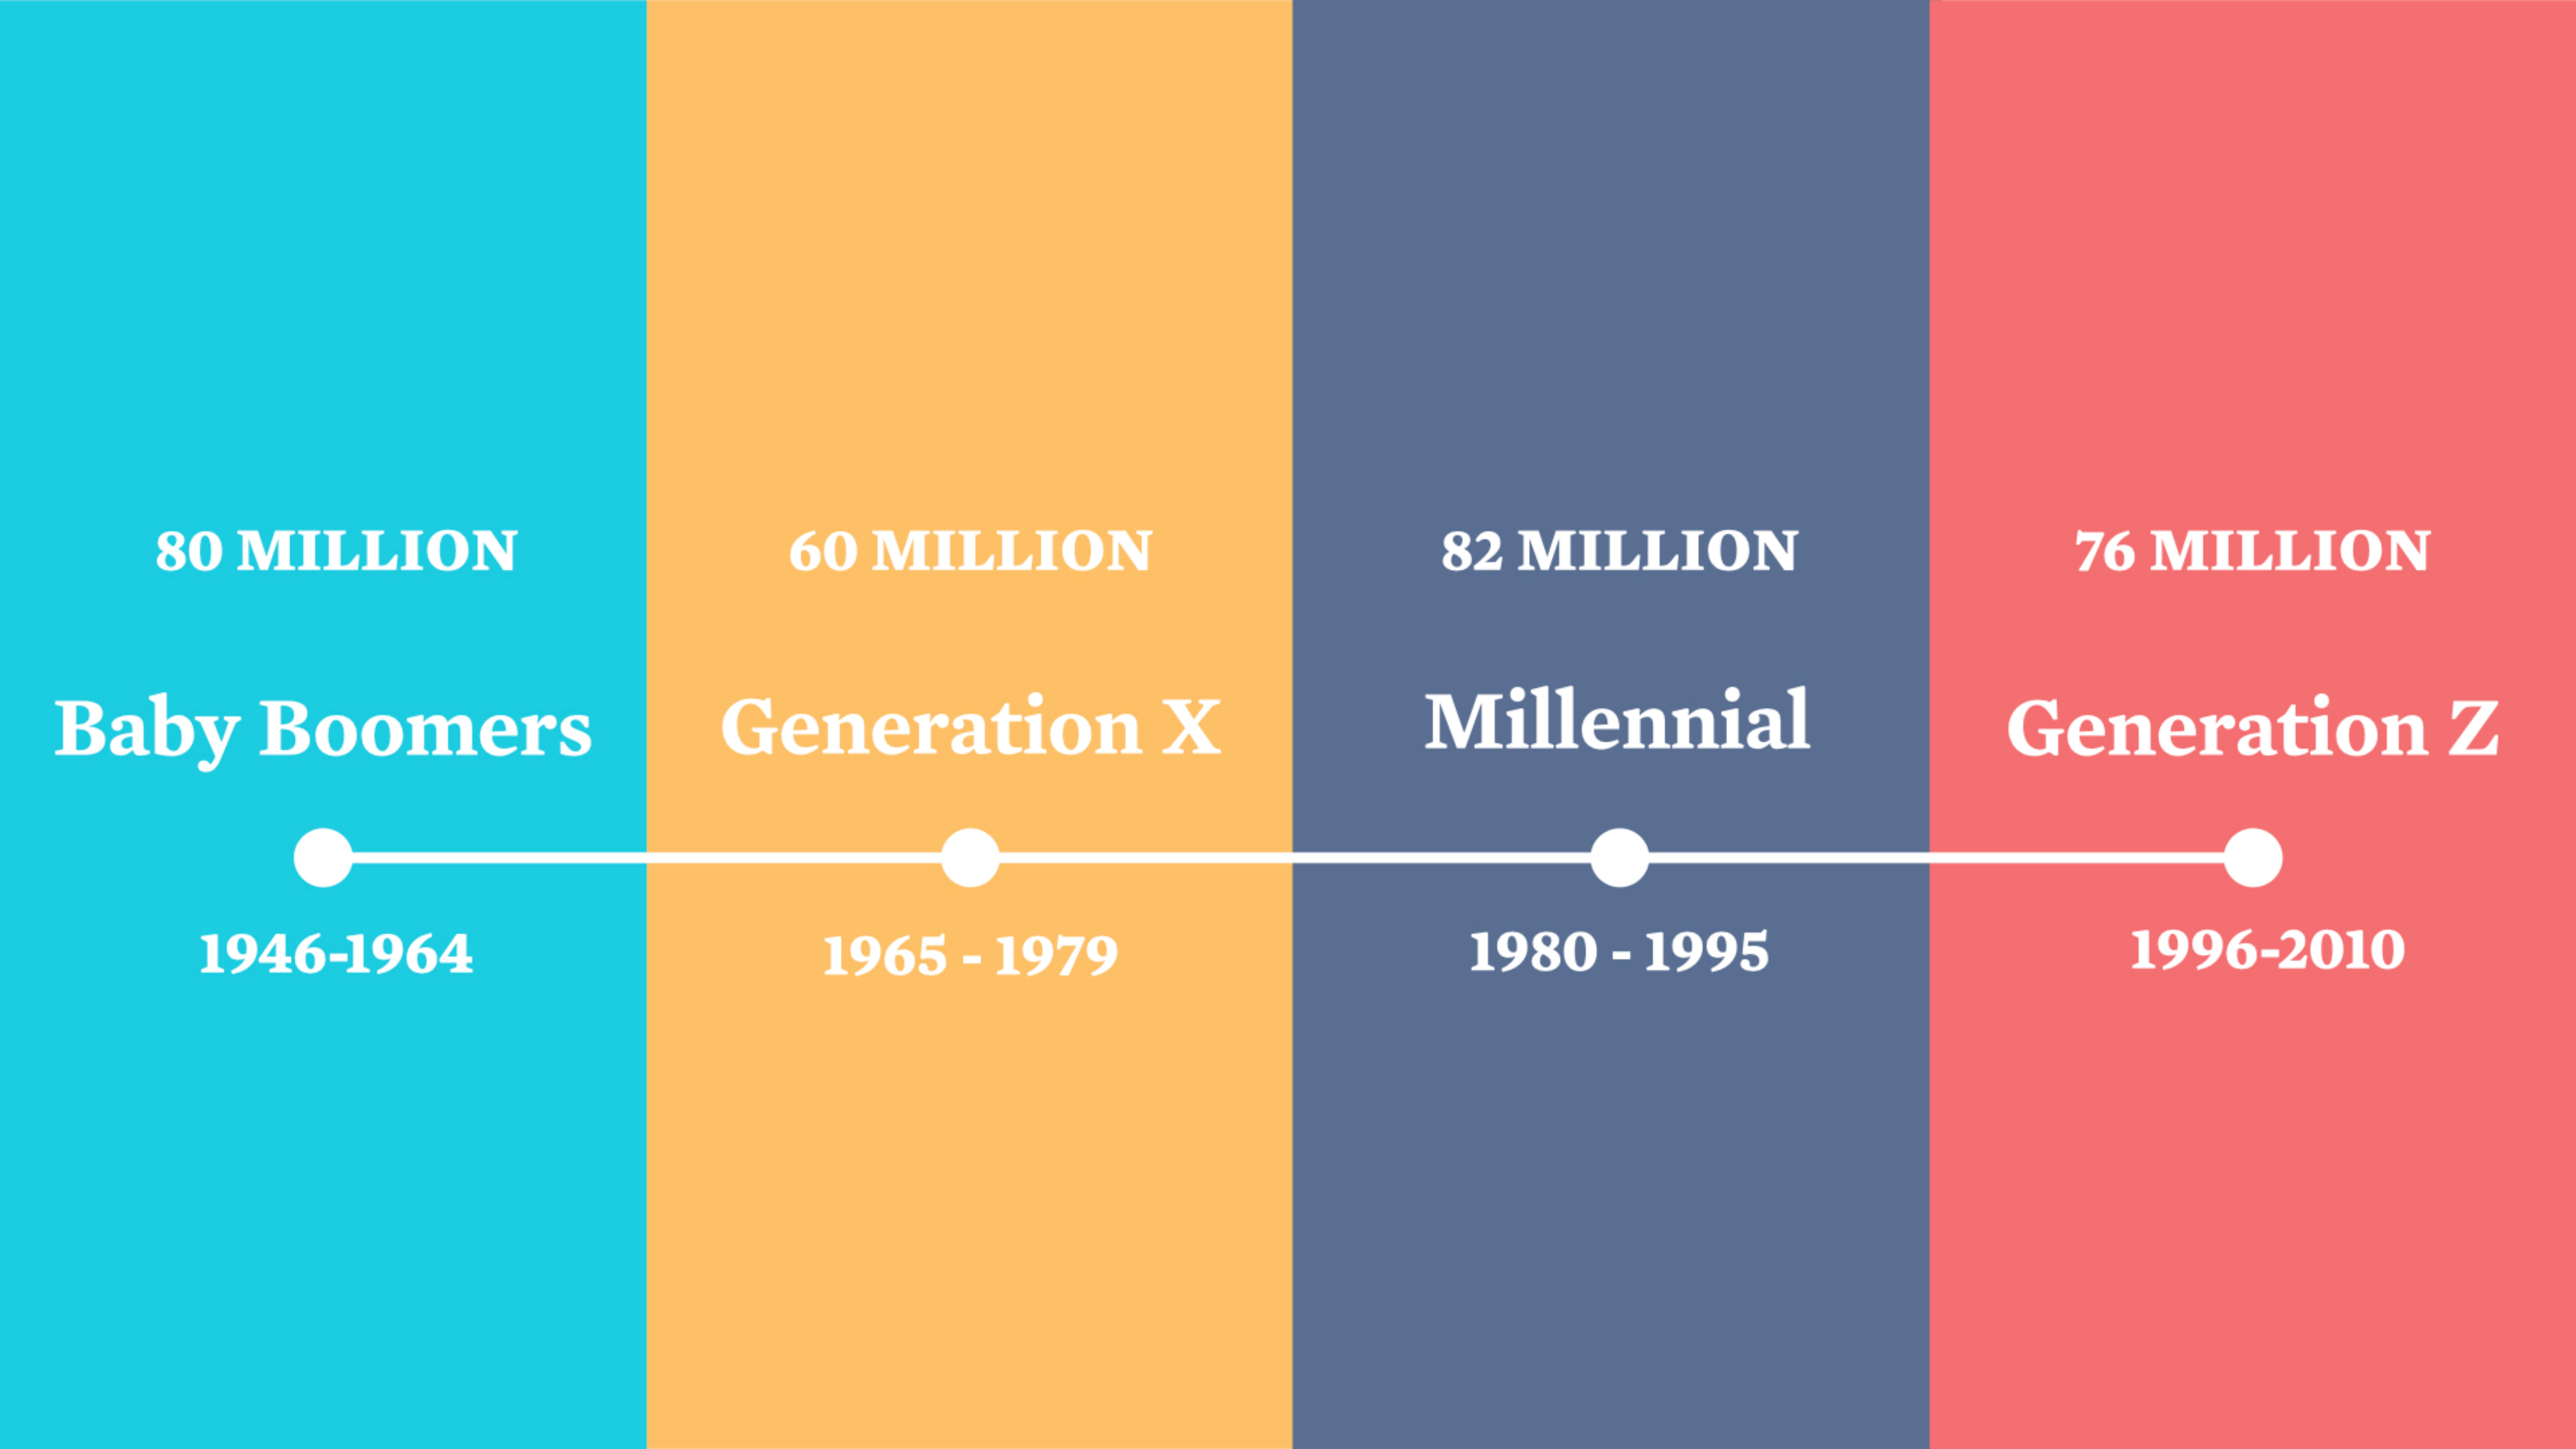 80 MILLION
Baby Boomers
1946-1964
60 MILLION
Generation X
1965 - 1979
82 MILLION
Millennial
1980 - 1995
76 MILLION
Generation Z
1996-2010